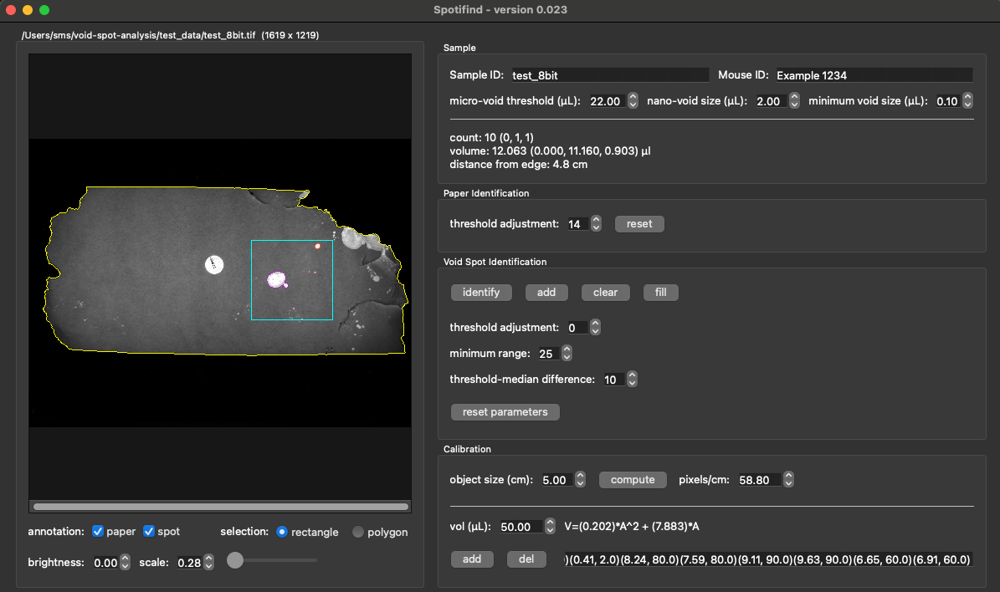 Spotifind - version 0.023
/Users/sms/void-spot-analysis/test_data/test_8bit.tif (1619 x 1219)
annotation: paper spot selection: rectangle polygon
brightness: 0.00 scale: 0.28
Sample
Sample ID: test_8bit Mouse ID: Example 1234
micro-void threshold (µL): 22.00 nano-void size (µL): 2.00 minimum void size (µL): 0.10
count: 10 (0, 1, 1)
volume: 12.063 (0.000, 11.160, 0.903) µl
distance from edge: 4.8 cm
Paper Identification
threshold adjustment: 14 reset
Void Spot Identification
identify add clear fill
threshold adjustment: 0
minimum range: 25
threshold-median difference: 10
reset parameters
Calibration
object size (cm): 5.00 compute pixels/cm: 58.80
vol (µL): 50.00 V=(0.202)*A^2 + (7.883)*A
add del )(0.41, 2.0)(8.24, 80.0)(7.59, 80.0)(9.11, 90.0)(9.63, 90.0)(6.65, 60.0)(6.91, 60.0)